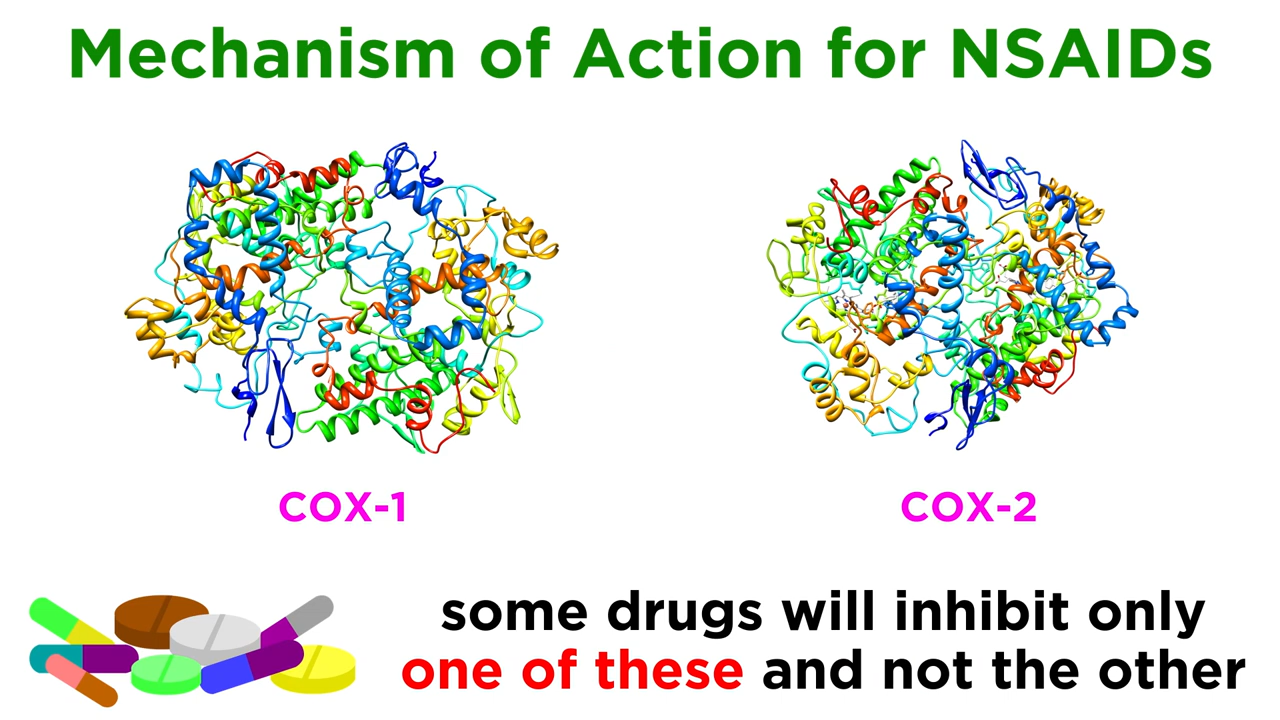 Mechanism of Action for NSAIDs
COX-1
COX-2
some drugs will inhibit only
one of these and not the other